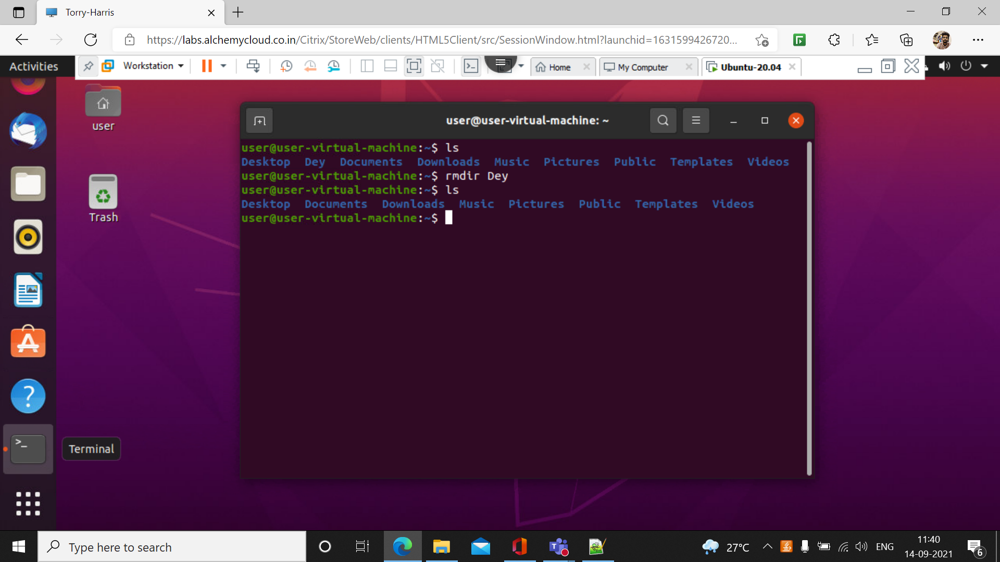 Torry-Harris
https://labs.alchemycloud.co.in/Citrix/StoreWeb/clients/HTML5Client/src/SessionWindow.html?launchid=1631599426720...
Activities
Workstation
Home
My Computer
Ubuntu-20.04
user
Trash
Terminal
user@user-virtual-machine: ~
user@user-virtual-machine:~$ ls
Desktop Dey Documents Downloads Music Pictures Public Templates Videos
user@user-virtual-machine:~$ rmdir Dey
user@user-virtual-machine:~$ ls
Desktop Documents Downloads Music Pictures Public Templates Videos
user@user-virtual-machine:~$
Type here to search
27°C
ENG
11:40
14-09-2021
6